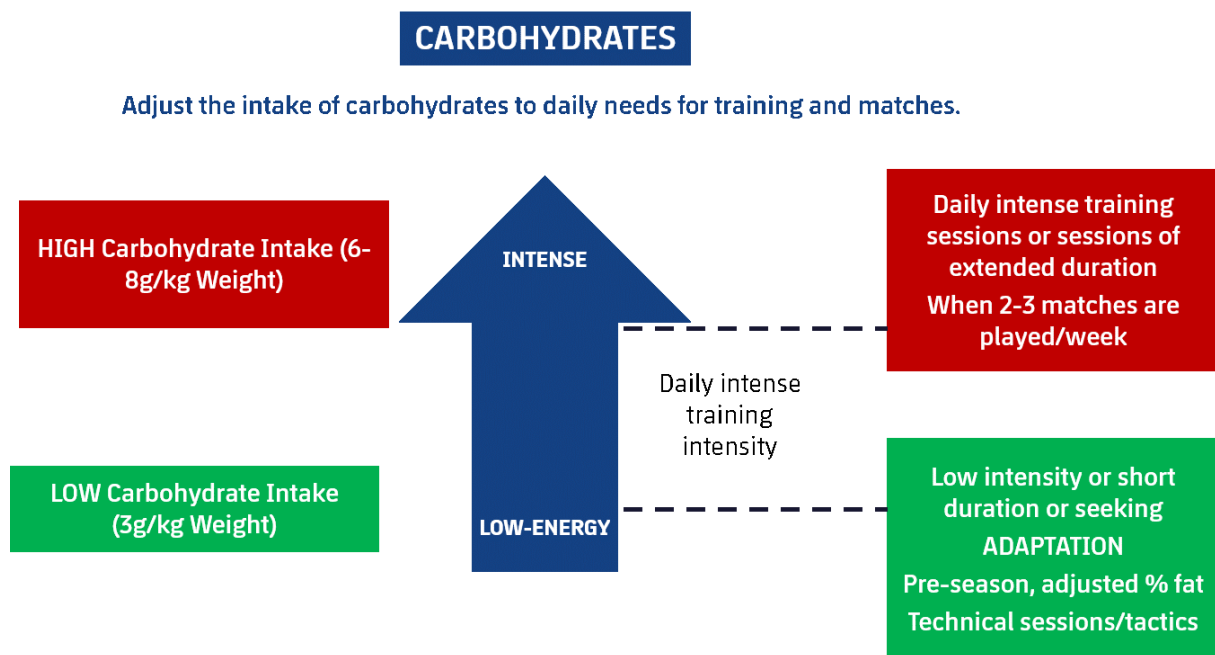 CARBOHYDRATES
Adjust the intake of carbohydrates to daily needs for training and matches.
HIGH Carbohydrate Intake (6-
8g/kg Weight)
INTENSE
Daily intense training
sessions or sessions of
extended duration
When 2-3 matches are
played/week
Daily intense
training
intensity
LOW Carbohydrate Intake
(3g/kg Weight)
LOW-ENERGY
Low intensity or short
duration or seeking
ADAPTATION
Pre-season, adjusted % fat
Technical sessions/tactics